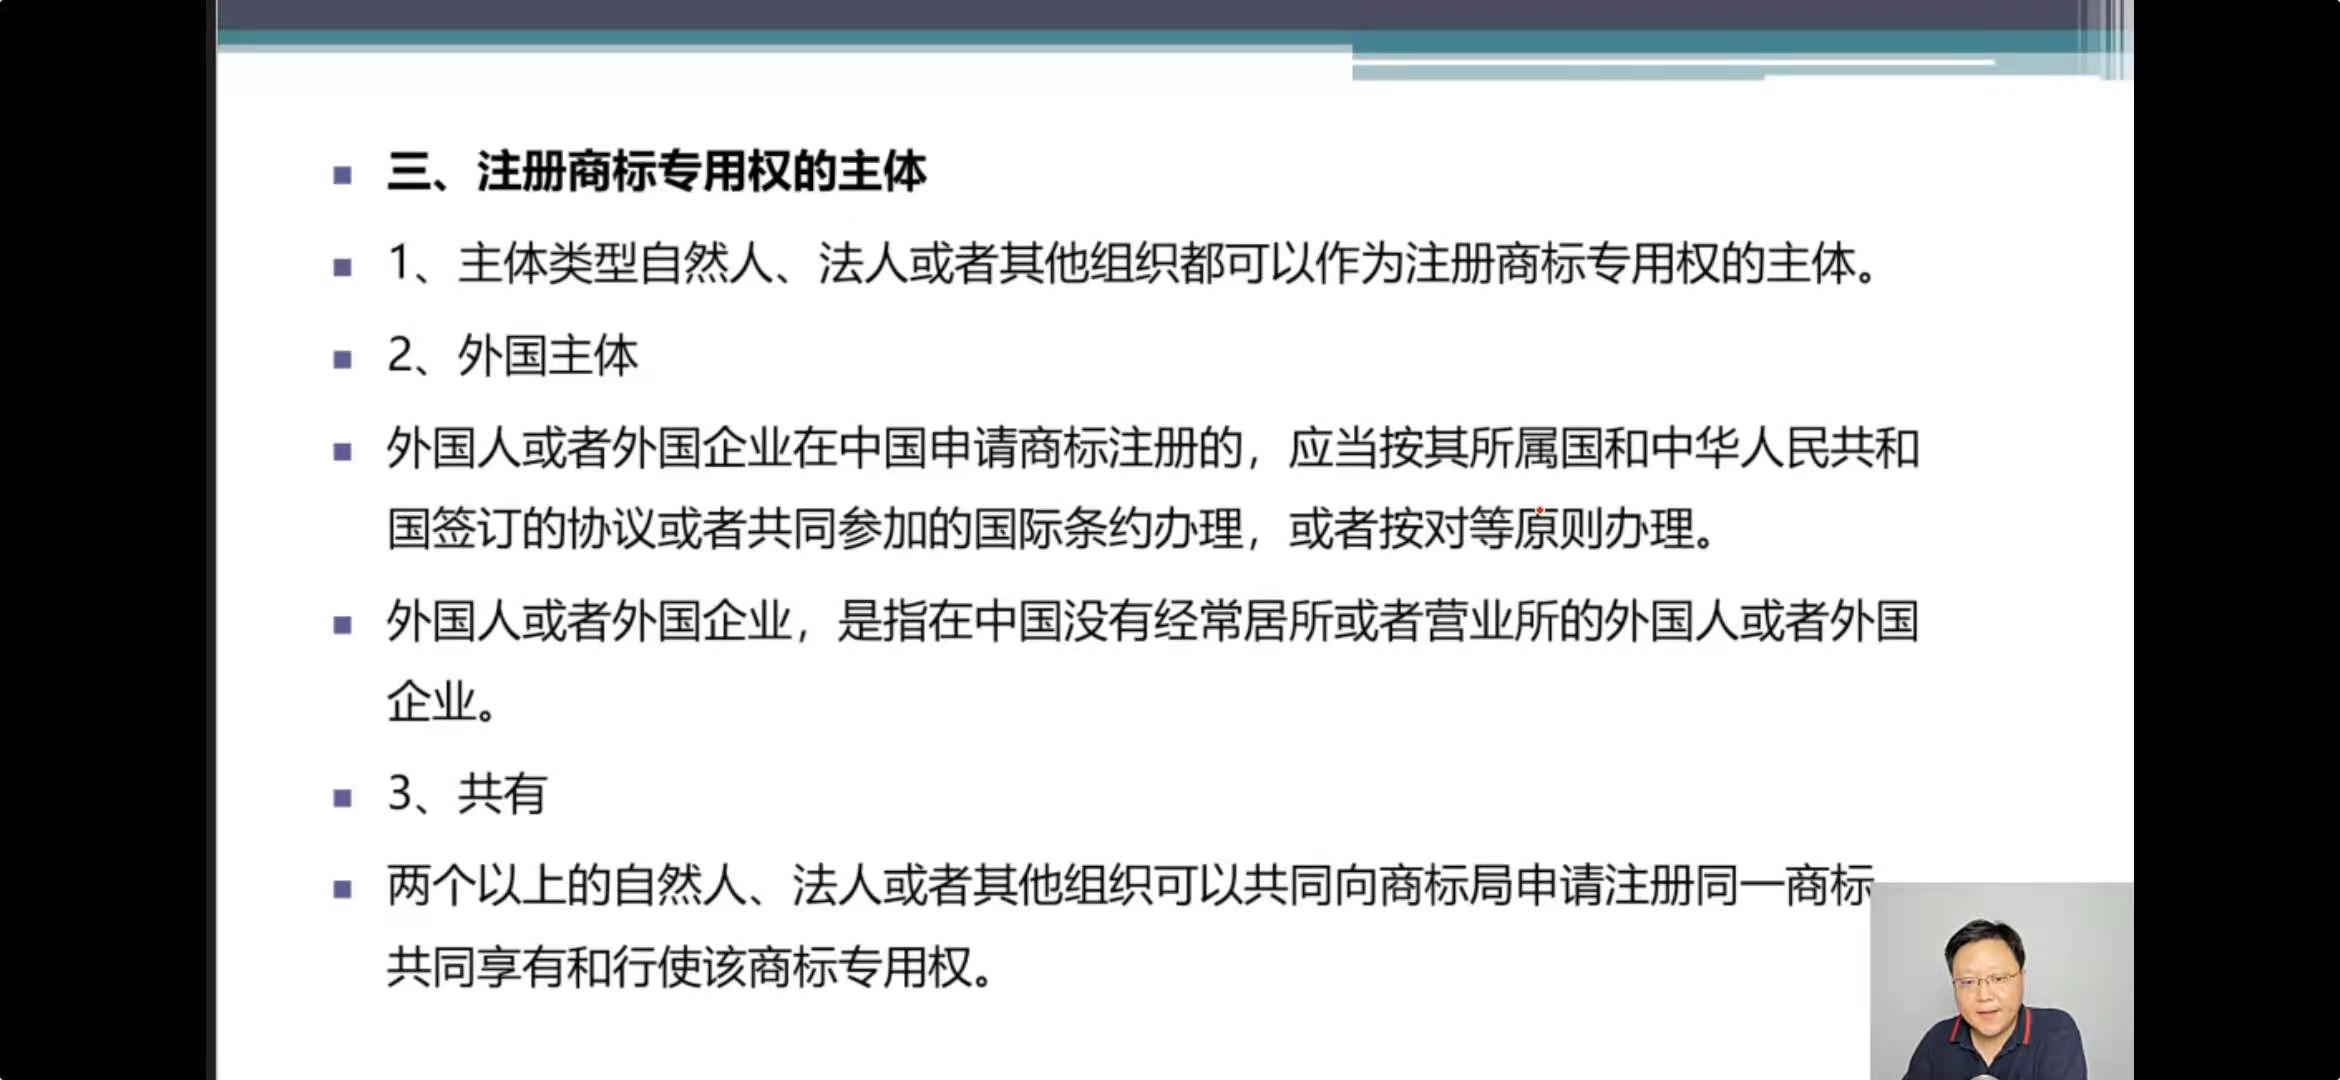 三、注册商标专用权的主体
1、主体类型自然人、法人或者其他组织都可以作为注册商标专用权的主体。
2、外国主体
外国人或者外国企业在中国申请商标注册的，应当按其所属国和中华人民共和
国签订的协议或者共同参加的国际条约办理，或者按对等原则办理。
外国人或者外国企业，是指在中国没有经常居所或者营业所的外国人或者外国
企业。
3、共有
两个以上的自然人、法人或者其他组织可以共同向商标局申请注册同一商标
共同享有和行使该商标专用权。